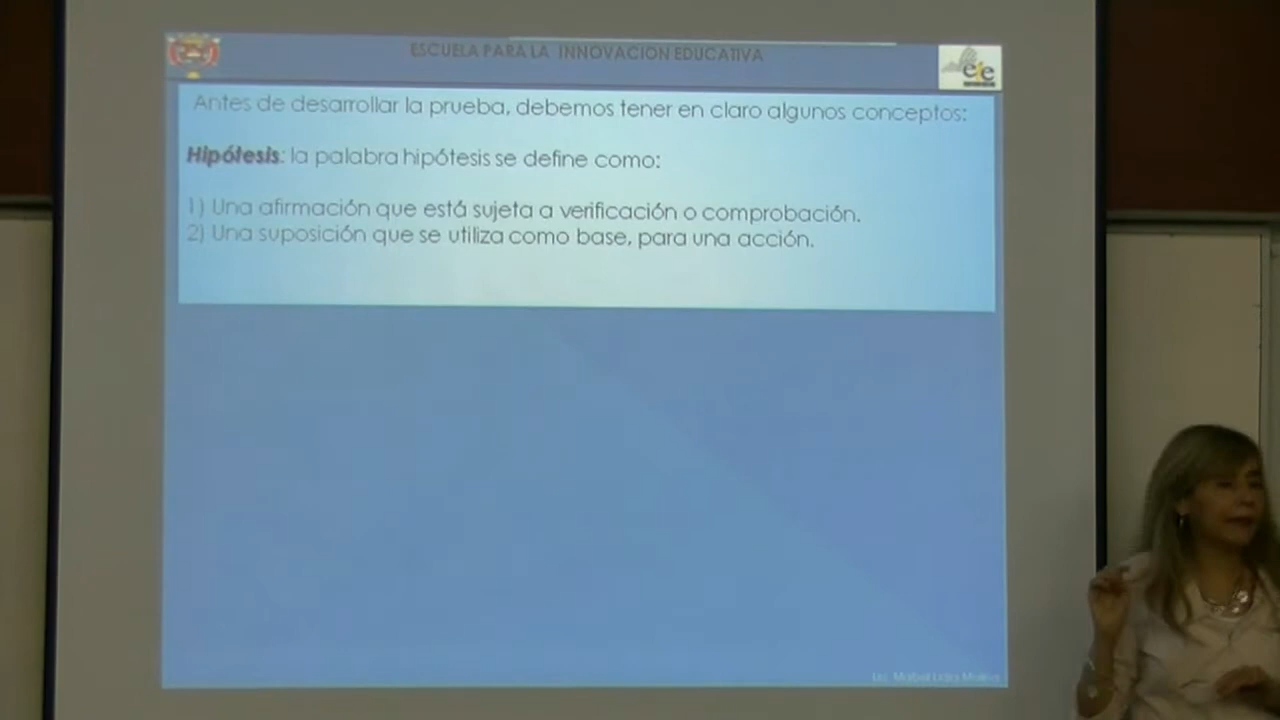 ESCUELA PARA LA INNOVACION EDUCATIVA
eie
Antes de desarrollar la prueba, debemos tener en claro algunos conceptos:
Hipótesis: la palabra hipótesis se define como:
1) Una afirmación que está sujeta a verificación o comprobación.
2) Una suposición que se utiliza como base, para una acción.
Lic.